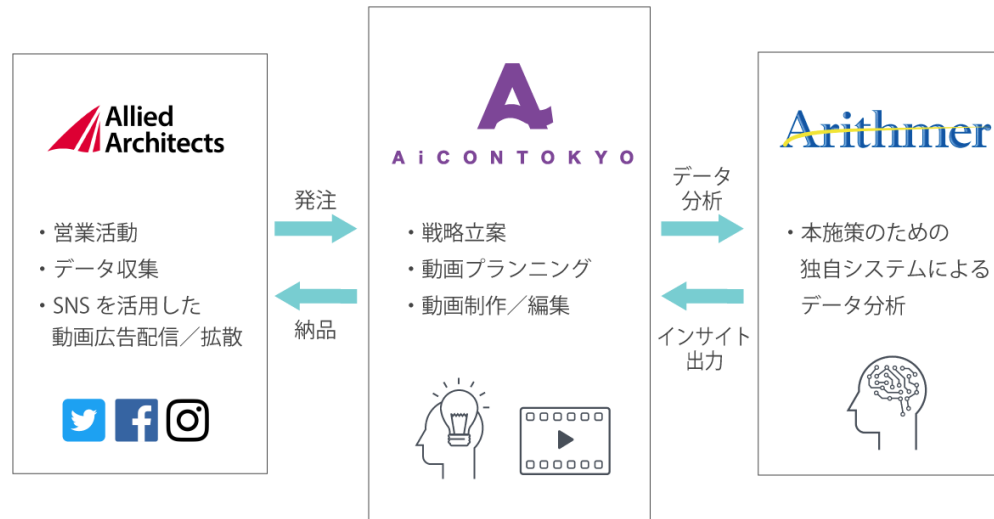 Allied
Architects
・営業活動
・データ収集
・SNS を活用した
動画広告配信／拡散
発注
納品
AiCONTOKYO
・戦略立案
・動画プランニング
・動画制作／編集
データ
分析
インサイト
出力
Arithmer
・本施策のための
独自システムによる
データ分析